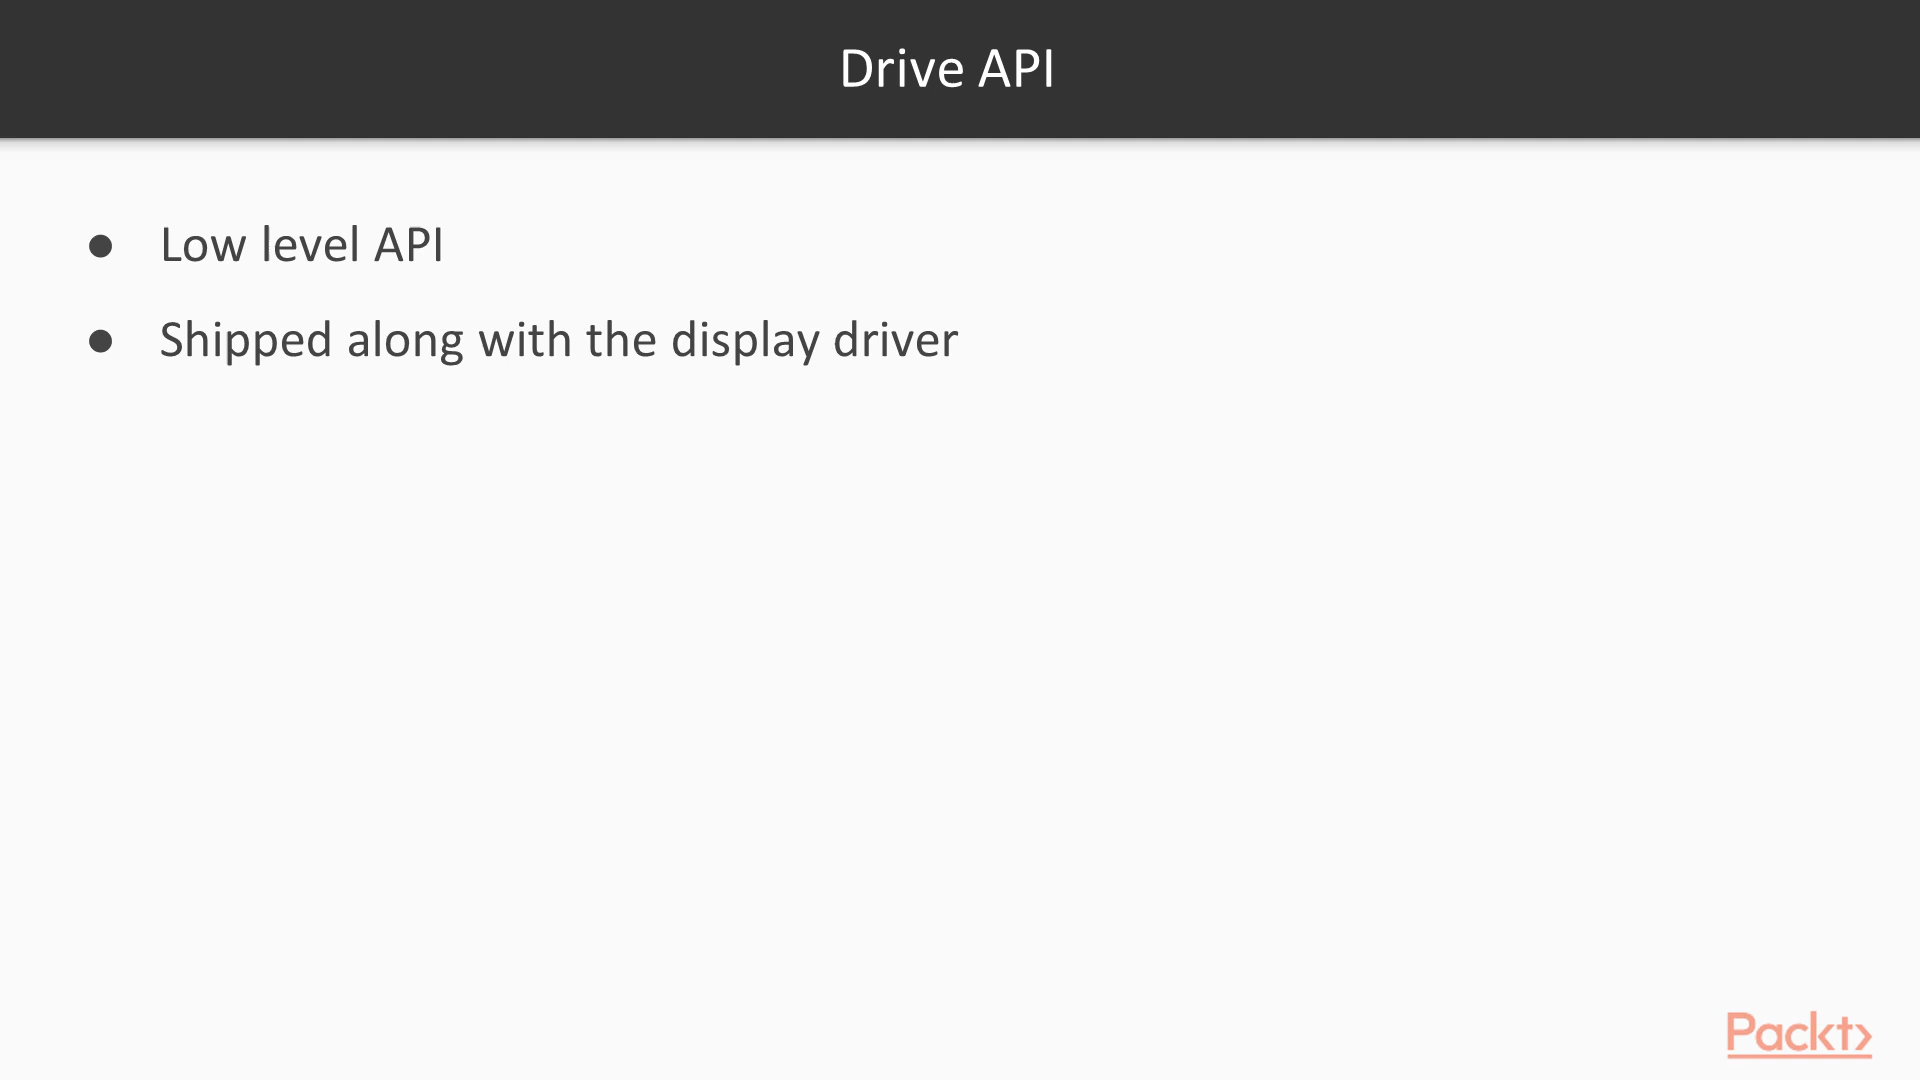 Drive API
● Low level API
● Shipped along with the display driver
Packt>